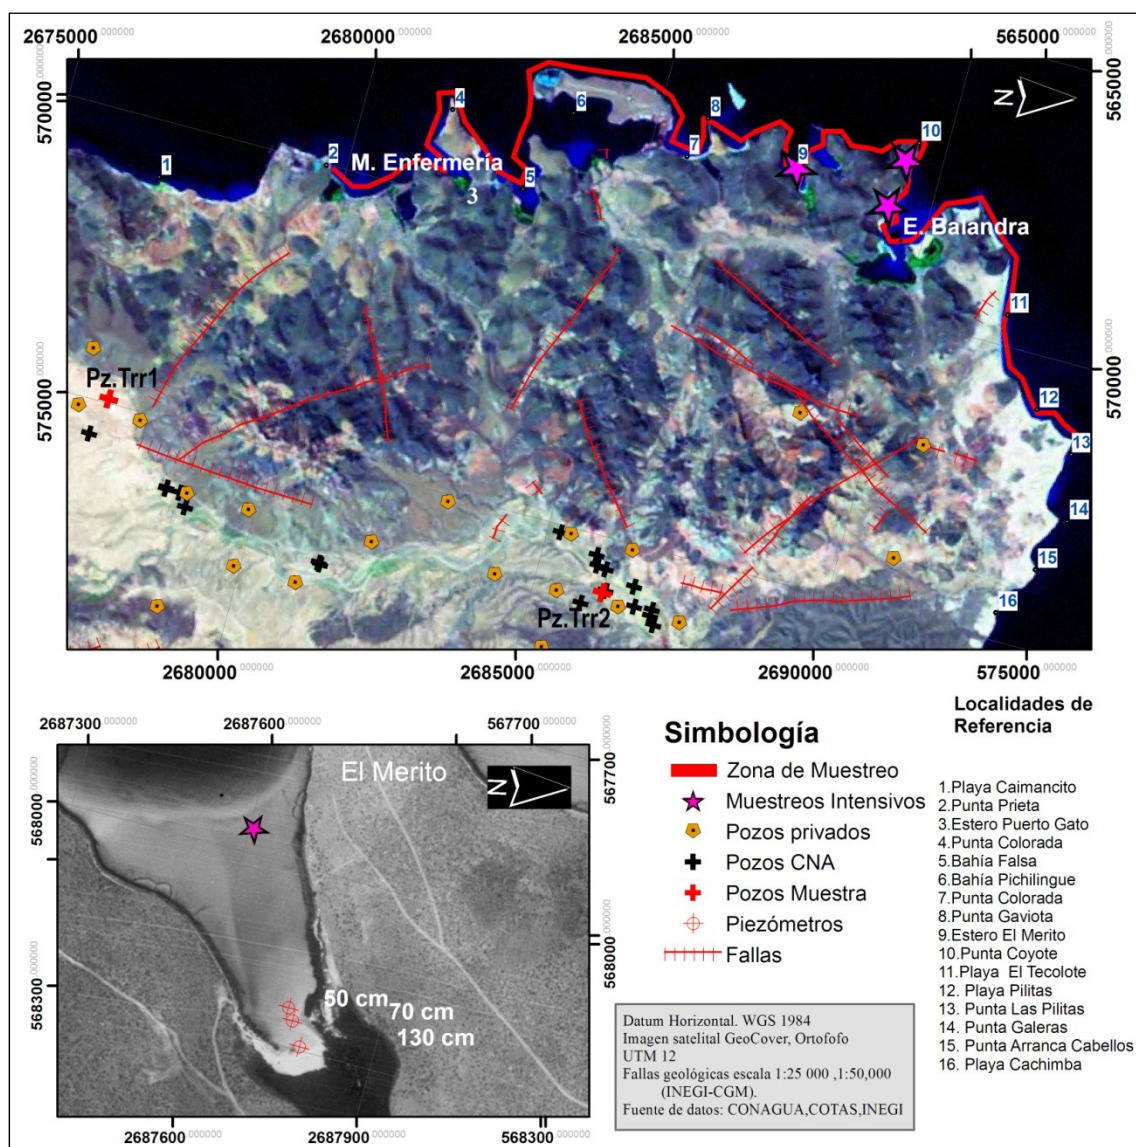 2675000.000000
2680000.000000
2685000.000000
565000.000000
570000.000000
575000.000000
565000.000000
570000.000000
N
1
2
M. Enfermería
3
4
5
6
7
8
9
10
E. Balandra
11
12
13
14
15
16
Pz.Trr1
Pz.Trr2
2680000.000000
2685000.000000
2690000.000000
575000.000000
2687300.000000
2687600.000000
567700.000000
568000.000000
568300.000000
567700.000000
568000.000000
El Merito
N
50 cm
70 cm
130 cm
2687600.000000
2687900.000000
568300.000000
Simbología
Zona de Muestreo
Muestreos Intensivos
Pozos privados
Pozos CNA
Pozos Muestra
Piezómetros
Fallas
Datum Horizontal. WGS 1984
Imagen satelital GeoCover, Ortofofo
UTM 12
Fallas geológicas escala 1:25 000 ,1:50,000
(INEGI-CGM).
Fuente de datos: CONAGUA,COTAS,INEGI
Localidades de
Referencia
1.Playa Caimancito
2.Punta Prieta
3.Estero Puerto Gato
4.Punta Colorada
5.Bahía Falsa
6.Bahía Pichilingue
7.Punta Colorada
8.Punta Gaviota
9.Estero El Merito
10.Punta Coyote
11.Playa El Tecolote
12. Playa Pilitas
13. Punta Las Pilitas
14. Punta Galeras
15. Punta Arranca Cabellos
16. Playa Cachimba